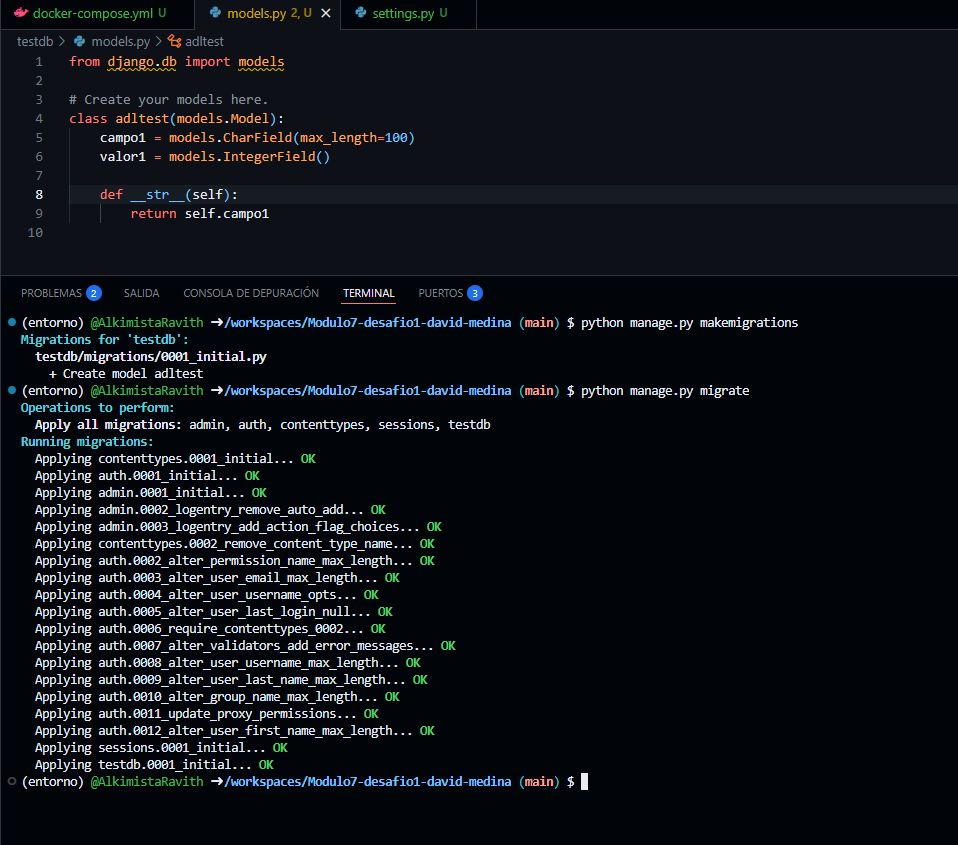 docker-compose.yml U models.py 2, U × settings.py U
testdb > models.py > adltest
1 from django.db import models
2
3 # Create your models here.
4 class adltest(models.Model):
5 campo1 = models.CharField(max_length=100)
6 valor1 = models.IntegerField()
7
8 def __str__(self):
9 return self.campo1
10
PROBLEMAS 2 SALIDA CONSOLA DE DEPURACIÓN TERMINAL PUERTOS 3
(entorno) @AlkimistaRavith ➜/workspaces/Modulo7-desafio1-david-medina (main) $ python manage.py makemigrations
Migrations for 'testdb':
testdb/migrations/0001_initial.py
+ Create model adltest
(entorno) @AlkimistaRavith ➜/workspaces/Modulo7-desafio1-david-medina (main) $ python manage.py migrate
Operations to perform:
Apply all migrations: admin, auth, contenttypes, sessions, testdb
Running migrations:
Applying contenttypes.0001_initial... OK
Applying auth.0001_initial... OK
Applying admin.0001_initial... OK
Applying admin.0002_logentry_remove_auto_add... OK
Applying admin.0003_logentry_add_action_flag_choices... OK
Applying contenttypes.0002_remove_content_type_name... OK
Applying auth.0002_alter_permission_name_max_length... OK
Applying auth.0003_alter_user_email_max_length... OK
Applying auth.0004_alter_user_username_opts... OK
Applying auth.0005_alter_user_last_login_null... OK
Applying auth.0006_require_contenttypes_0002... OK
Applying auth.0007_alter_validators_add_error_messages... OK
Applying auth.0008_alter_user_username_max_length... OK
Applying auth.0009_alter_user_last_name_max_length... OK
Applying auth.0010_alter_group_name_max_length... OK
Applying auth.0011_update_proxy_permissions... OK
Applying auth.0012_alter_user_first_name_max_length... OK
Applying sessions.0001_initial... OK
Applying testdb.0001_initial... OK
(entorno) @AlkimistaRavith ➜/workspaces/Modulo7-desafio1-david-medina (main) $